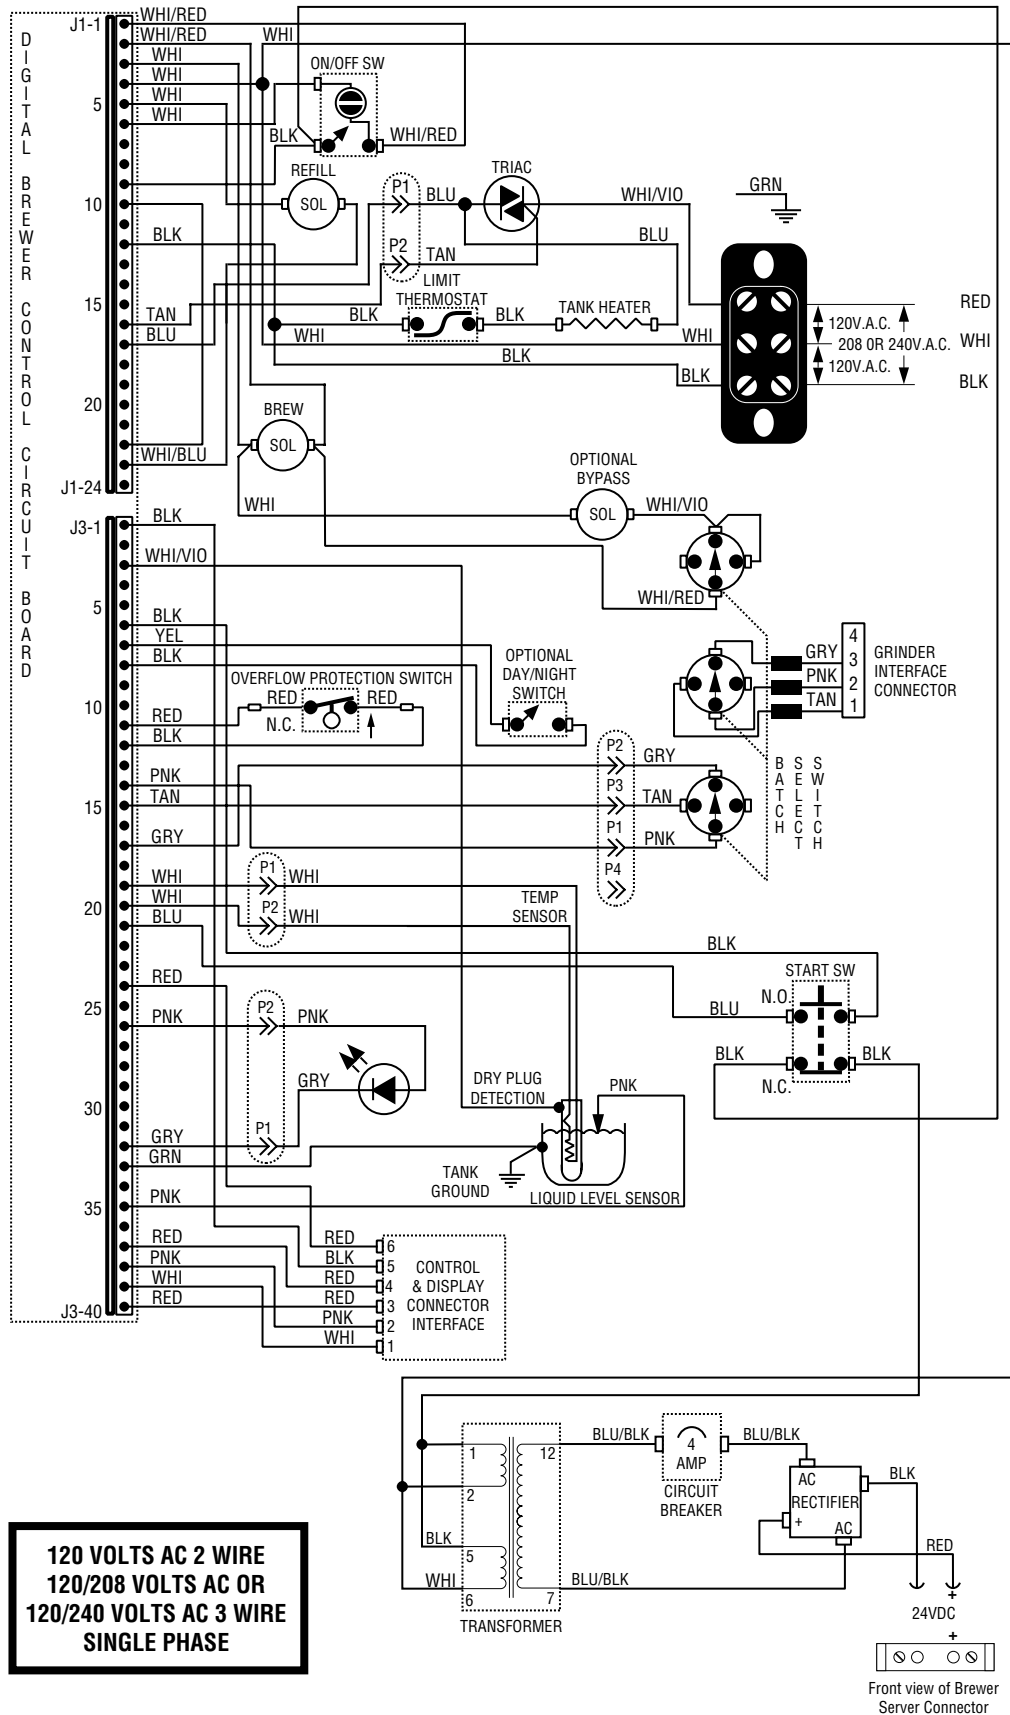 DIGITAL BREWER CONTROL CIRCUIT BOARD
J1-1
WHI/RED
WHI/RED
WHI
WHI
WHI
WHI
WHI
5
ON/OFF SW
BLK
WHI/RED
REFILL
SOL
10
BLK
P1
BLU
TRIAC
WHI/VIO
GRN
P2
TAN
BLU
LIMIT
THERMOSTAT
TANK HEATER
15
TAN
BLU
BLK
BLK
WHI
WHI
BLK
BLK
RED
120V.A.C.
208 0R 240V.A.C.
WHI
120V.A.C.
BLK
20
BREW
SOL
WHI/BLU
J1-24
OPTIONAL
BYPASS
SOL
WHI
WHI/VIO
WHI/RED
J3-1
BLK
WHI/VIO
5
BLK
YEL
BLK
OVERFLOW PROTECTION SWITCH
RED
RED
N.C.
OPTIONAL
DAY/NIGHT
SWITCH
GRY
PNK
TAN
4
3
2
1
GRINDER
INTERFACE
CONNECTOR
10
RED
BLK
P2
GRY
P3
TAN
P1
PNK
P4
BATCH
SELECT
SWITCH
PNK
15
TAN
GRY
WHI
P1
WHI
WHI
20
P2
WHI
BLU
TEMP
SENSOR
BLK
RED
START SW
N.O.
BLU
BLK
BLK
N.C.
25
PNK
P2
PNK
GRY
DRY PLUG
DETECTION
PNK
30
GRY
P1
GRN
TANK
GROUND
LIQUID LEVEL SENSOR
35
PNK
RED
PNK
WHI
RED
J3-40
RED
BLK
RED
RED
PNK
WHI
6
5
4
3
2
1
CONTROL
& DISPLAY
CONNECTOR
INTERFACE
1
2
BLK
5
WHI
6
12
7
TRANSFORMER
BLU/BLK
4
AMP
CIRCUIT
BREAKER
BLU/BLK
BLU/BLK
AC
RECTIFIER
+
AC
BLK
RED
+
24VDC
+
Front view of Brewer
Server Connector
120 VOLTS AC 2 WIRE
120/208 VOLTS AC OR
120/240 VOLTS AC 3 WIRE
SINGLE PHASE